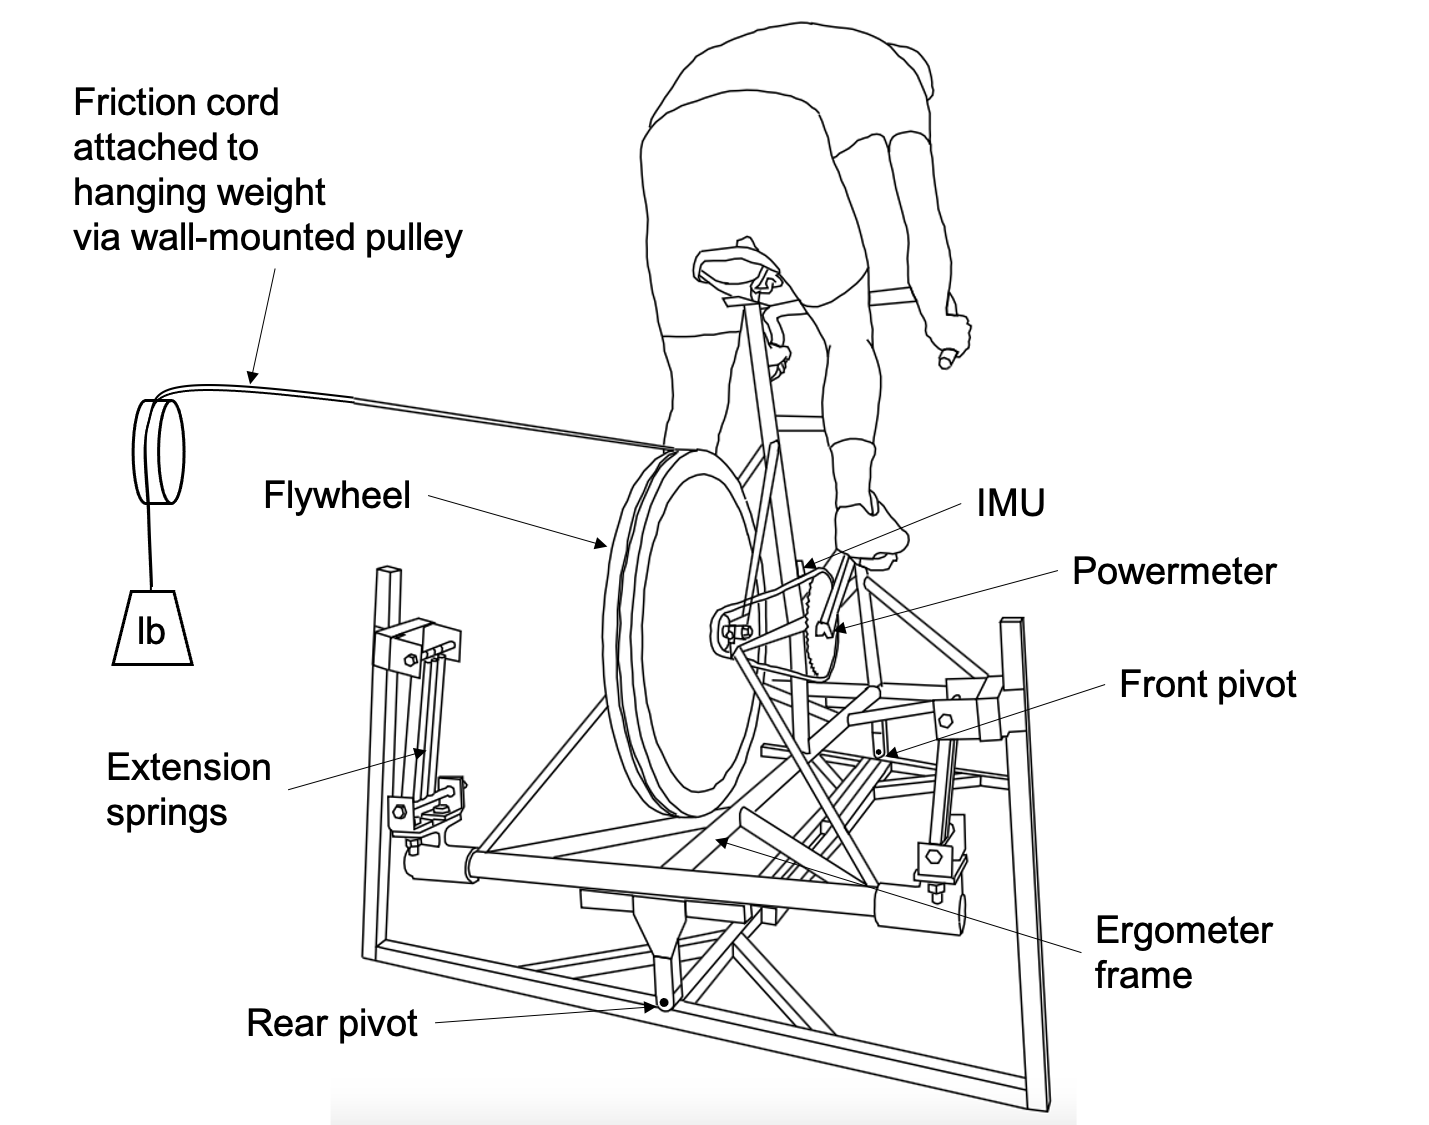 Friction cord
attached to
hanging weight
via wall-mounted pulley
Flywheel
IMU
Powermeter
lb
Front pivot
Extension
springs
Ergometer
frame
Rear pivot